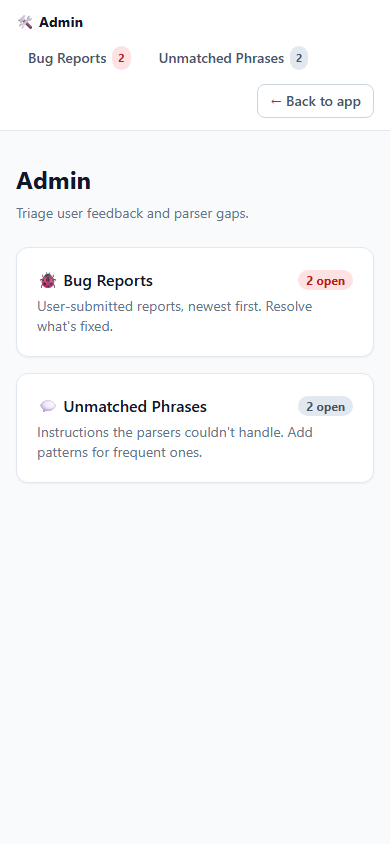 🛠️ Admin
Bug Reports 2 Unmatched Phrases 2
← Back to app
Admin
Triage user feedback and parser gaps.
🐞 Bug Reports 2 open
User-submitted reports, newest first. Resolve
what's fixed.
💬 Unmatched Phrases 2 open
Instructions the parsers couldn't handle. Add
patterns for frequent ones.